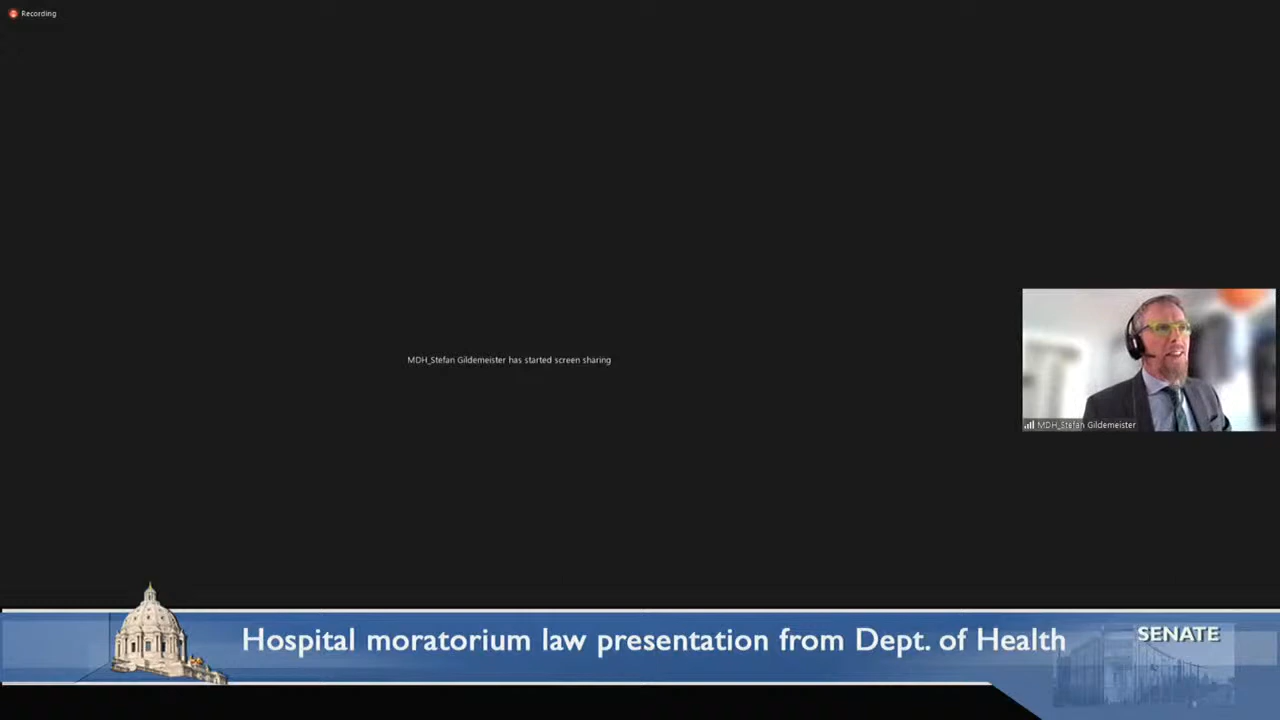 Recording
MDH_Stefan Gildemeister has started screen sharing
MDH_Stefan Gildemeister
Hospital moratorium law presentation from Dept. of Health
SENATE